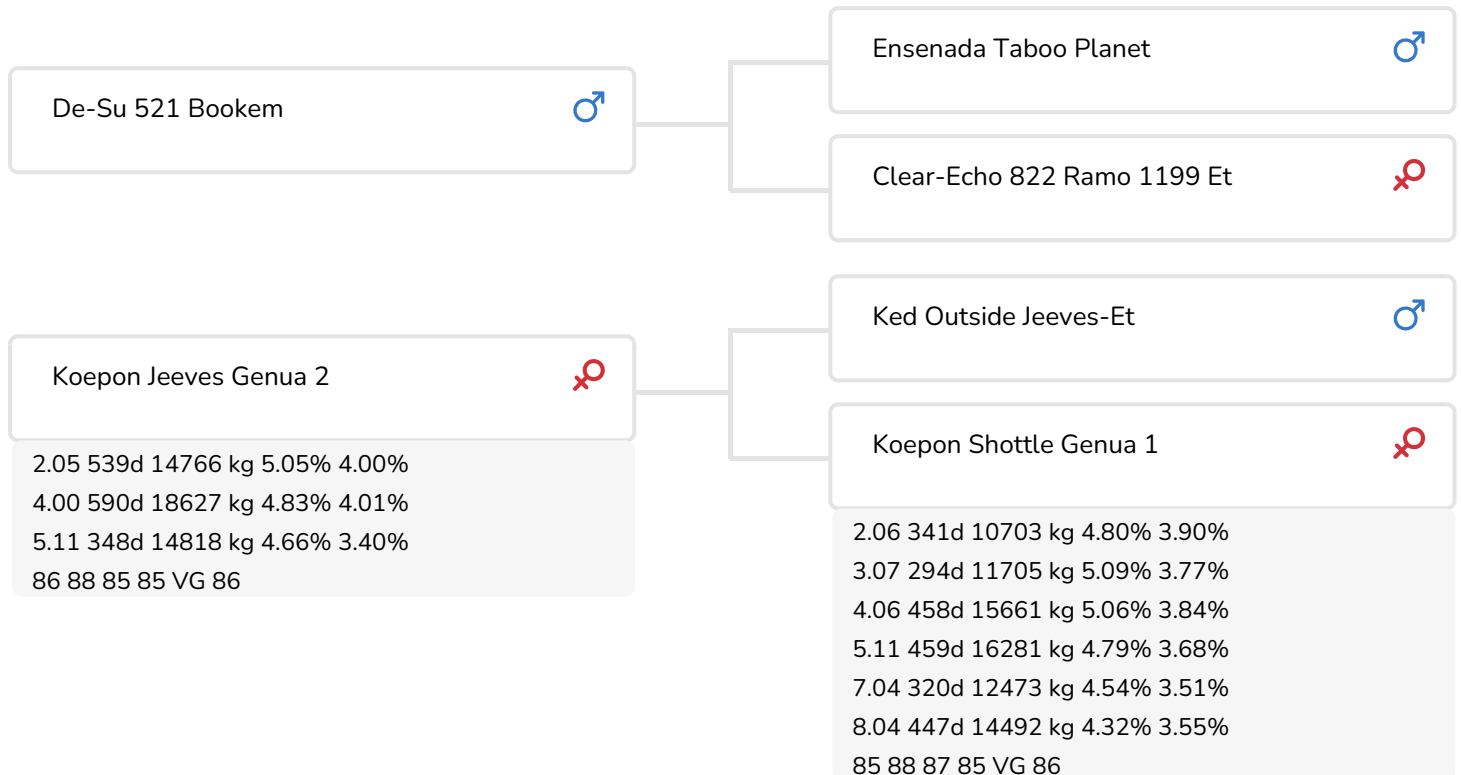 De-Su 521 Bookem
Ensenada Taboo Planet
Clear-Echo 822 Ramo 1199 Et
Koepon Jeeves Genua 2
2.05 539d 14766 kg 5.05% 4.00%
4.00 590d 18627 kg 4.83% 4.01%
5.11 348d 14818 kg 4.66% 3.40%
86 88 85 85 VG 86
Ked Outside Jeeves-Et
Koepon Shottle Genua 1
2.06 341d 10703 kg 4.80% 3.90%
3.07 294d 11705 kg 5.09% 3.77%
4.06 458d 15661 kg 5.06% 3.84%
5.11 459d 16281 kg 4.79% 3.68%
7.04 320d 12473 kg 4.54% 3.51%
8.04 447d 14492 kg 4.32% 3.55%
85 88 87 85 VG 86